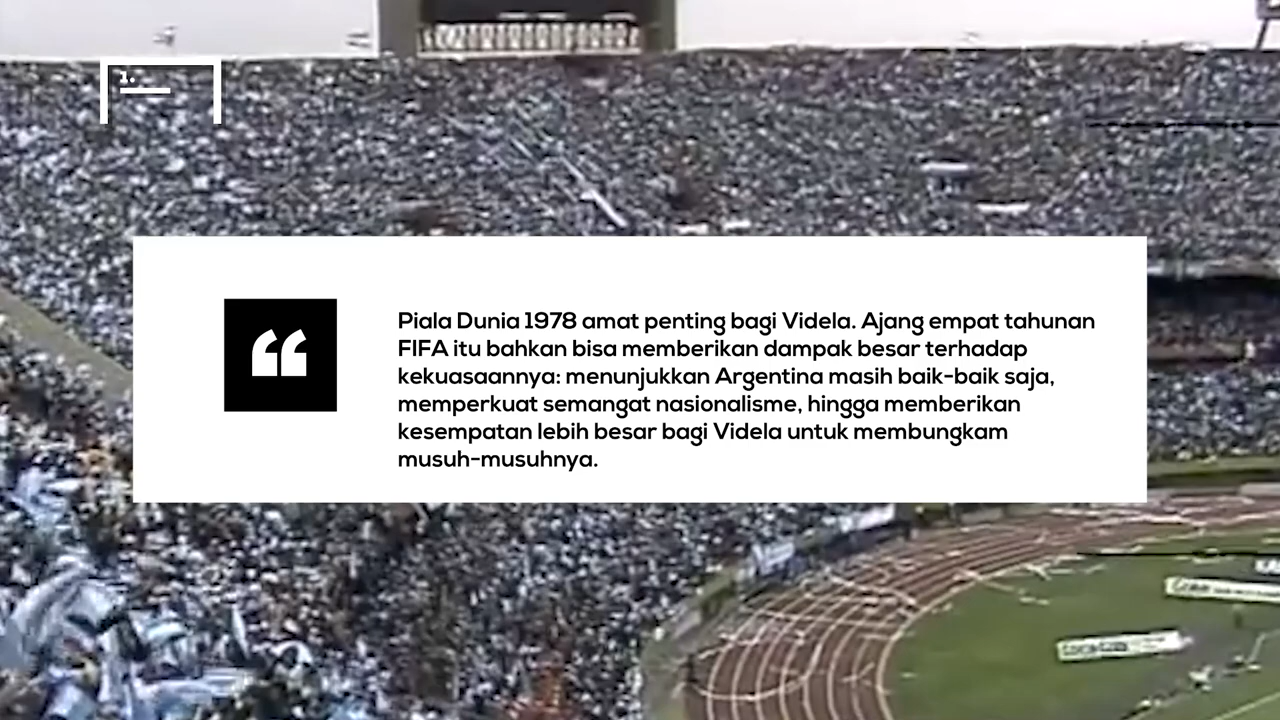 1.
Piala Dunia 1978 amat penting bagi Videla. Ajang empat tahunan
FIFA itu bahkan bisa memberikan dampak besar terhadap
kekuasaannya: menunjukkan Argentina masih baik-baik saja,
memperkuat semangat nasionalisme, hingga memberikan
kesempatan lebih besar bagi Videla untuk membungkam
musuh-musuhnya.